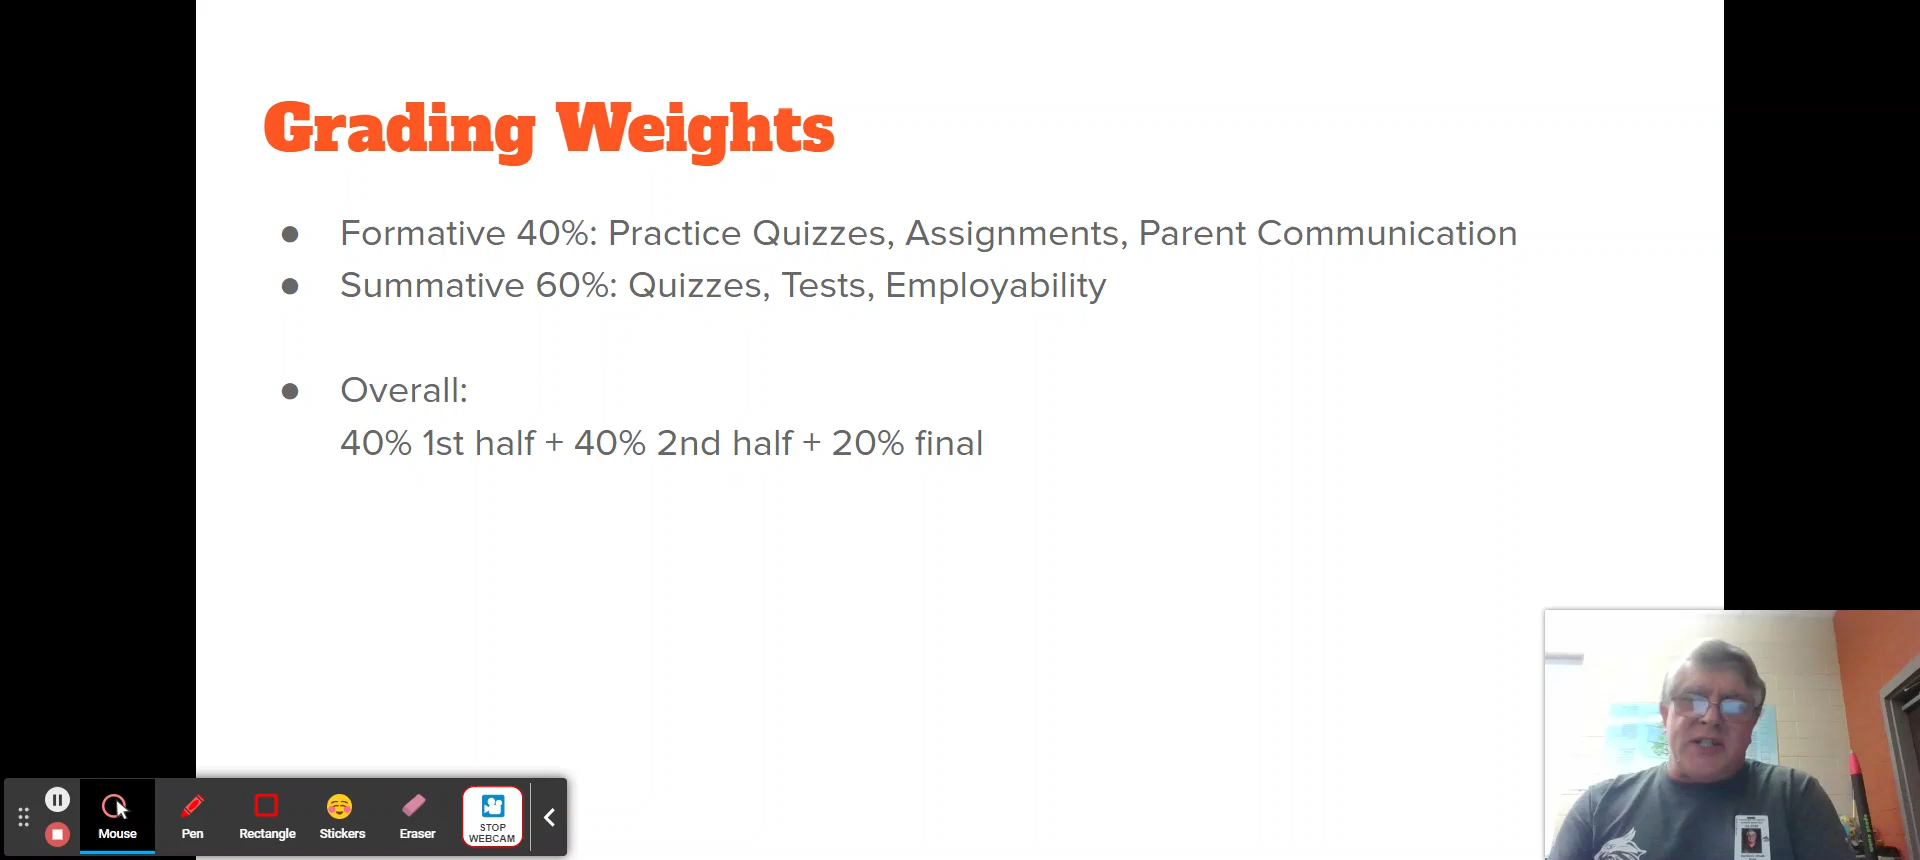 Grading Weights
● Formative 40%: Practice Quizzes, Assignments, Parent Communication
● Summative 60%: Quizzes, Tests, Employability
● Overall:
40% 1st half + 40% 2nd half + 20% final
Mouse
Pen
Rectangle
Stickers
Eraser
STOP
WEBCAM